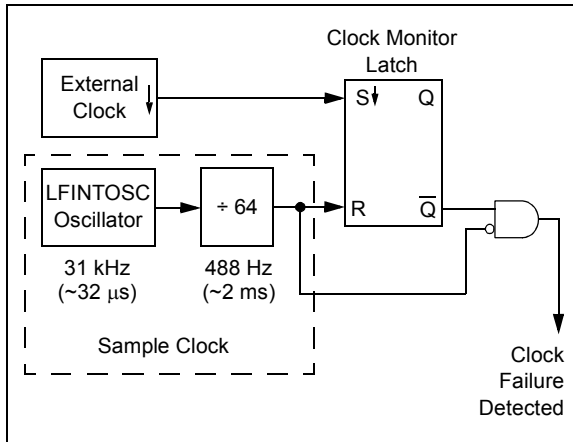 Clock Monitor
Latch
External
Clock
S
Q
LFINTOSC
Oscillator
÷ 64
R
Q̅
31 kHz
(~32 μs)
488 Hz
(~2 ms)
Sample Clock
Clock
Failure
Detected